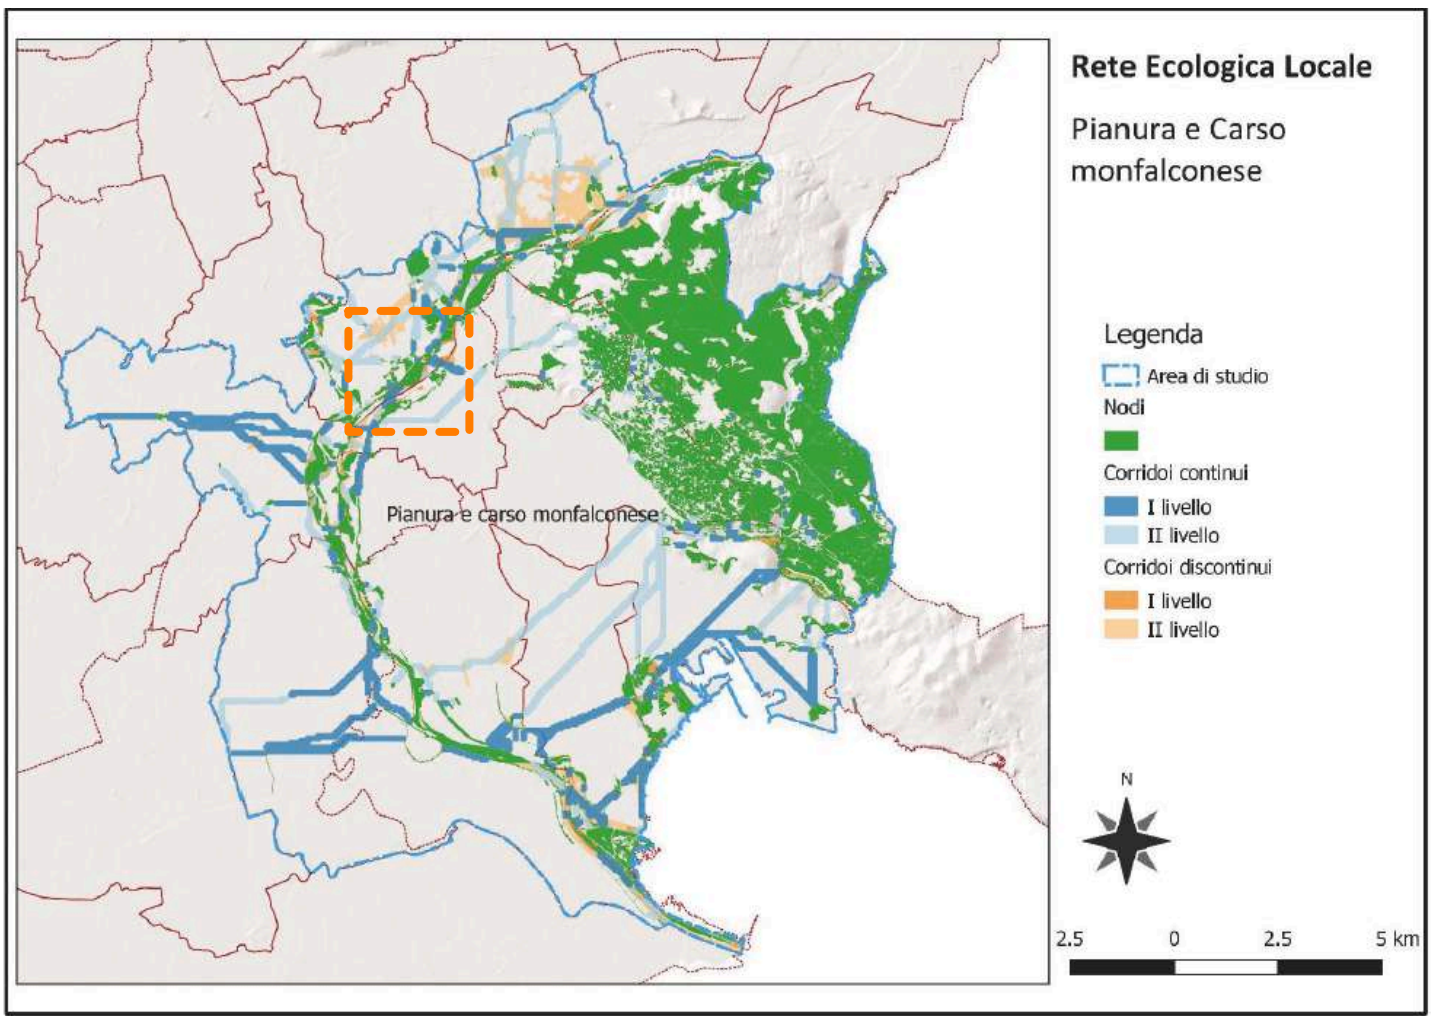 Rete Ecologica Locale
Pianura e Carso
monfalconese
Legenda
Area di studio
Nodi
Corridoi continui
I livello
II livello
Corridoi discontinui
I livello
II livello
Pianura e carso monfalconese
N
2.5 0 2.5 5 km